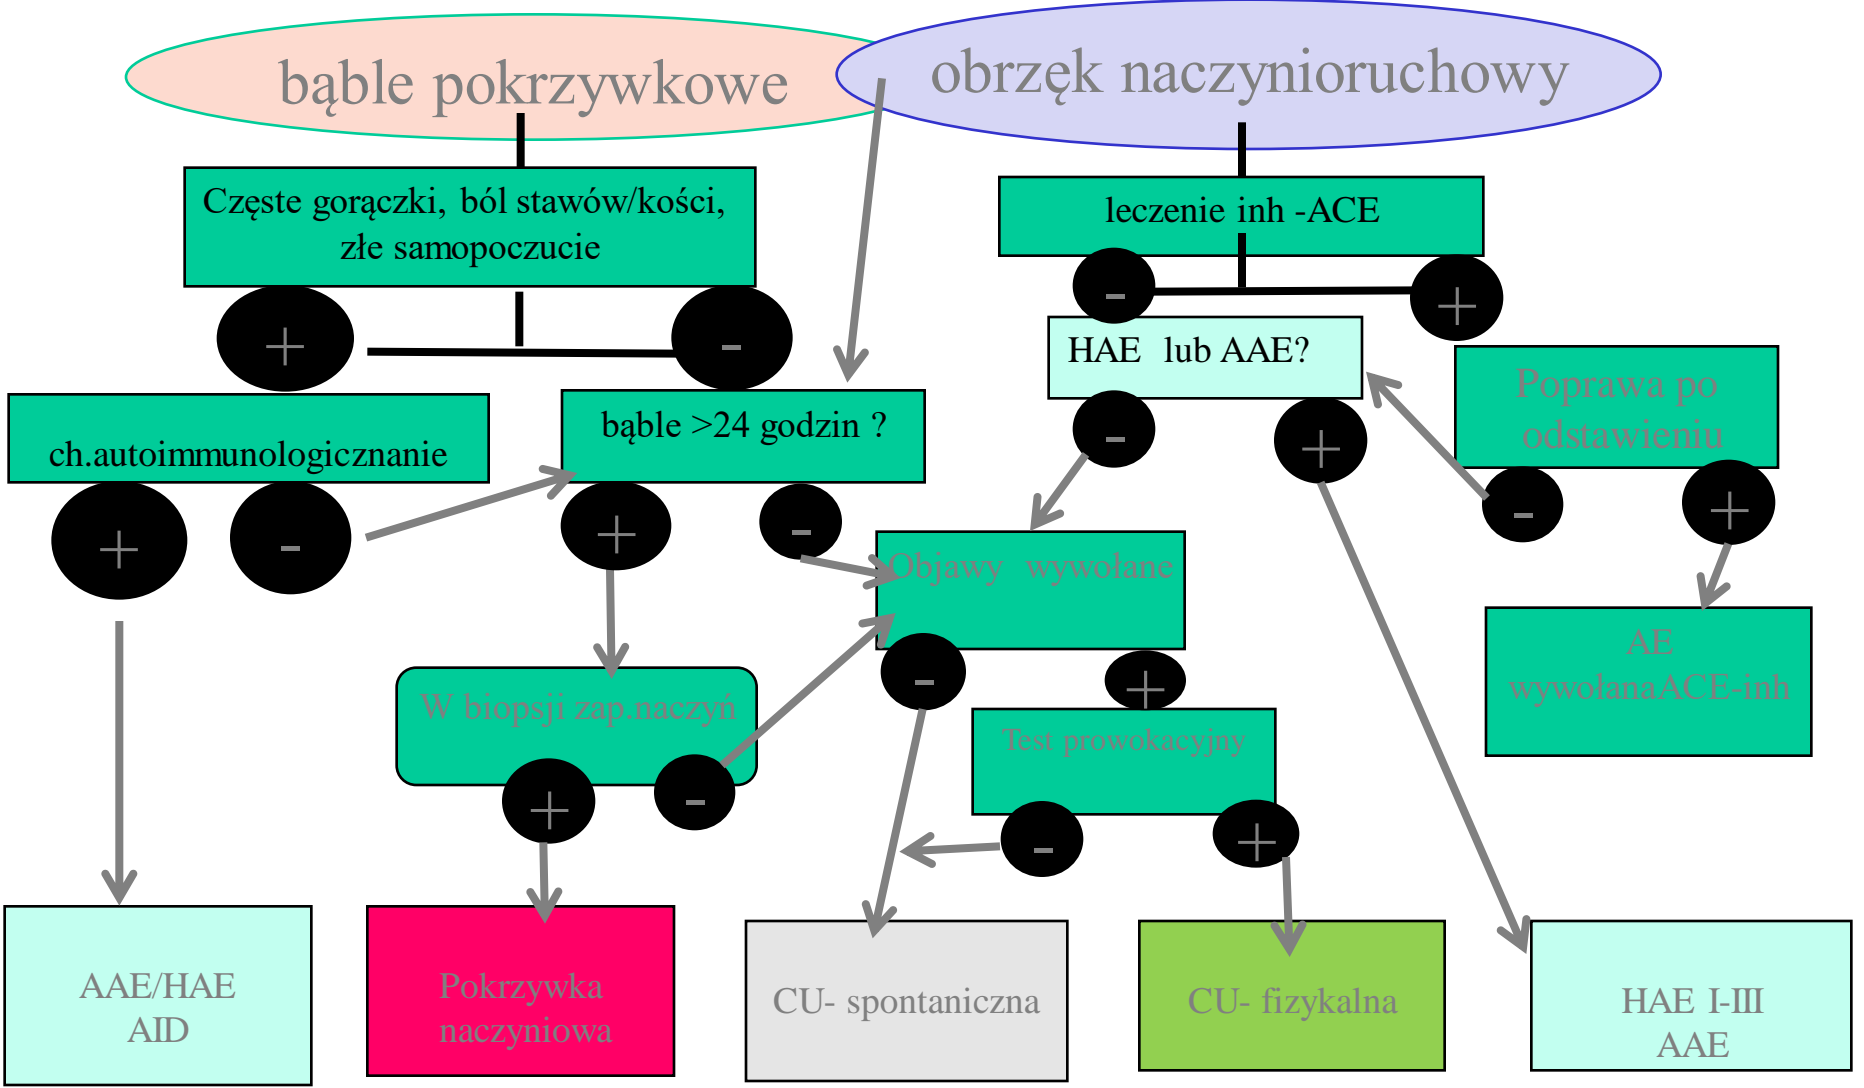 bąble pokrzywkowe
obrzęk naczynioruchowy
Częste gorączki, ból stawów/kości,
złe samopoczucie
leczenie inh -ACE
+
-
-
+
HAE lub AAE?
Poprawa po
odstawieniu
ch.autoimmunologicznanie
bąble >24 godzin ?
-
+
+
-
+
-
-
+
Objawy wywołane
AE
wywołanaACE-inh
-
+
W biopsji zap.naczyń
Test prowokacyjny
+
-
-
+
AAE/HAE
AID
Pokrzywka
naczyniowa
CU- spontaniczna
CU- fizykalna
HAE I-III
AAE